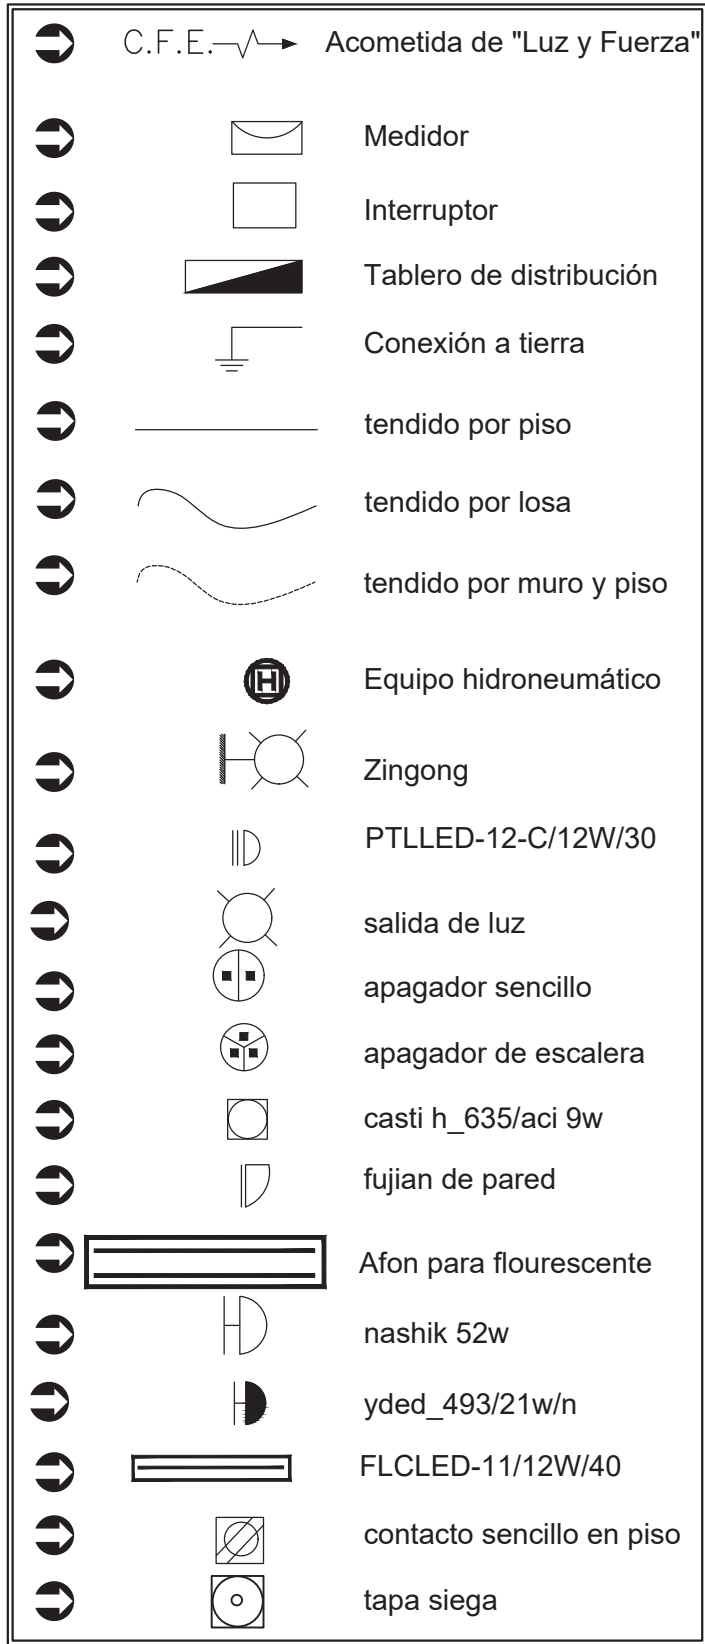 C.F.E. Acometida de "Luz y Fuerza"
Medidor
Interruptor
Tablero de distribución
Conexión a tierra
tendido por piso
tendido por losa
tendido por muro y piso
H Equipo hidroneumático
Zingong
PTLLED-12-C/12W/30
salida de luz
apagador sencillo
apagador de escalera
casti h_635/aci 9w
fujian de pared
Afon para flourescente
nashik 52w
yded_493/21w/n
FLCLED-11/12W/40
contacto sencillo en piso
tapa siega